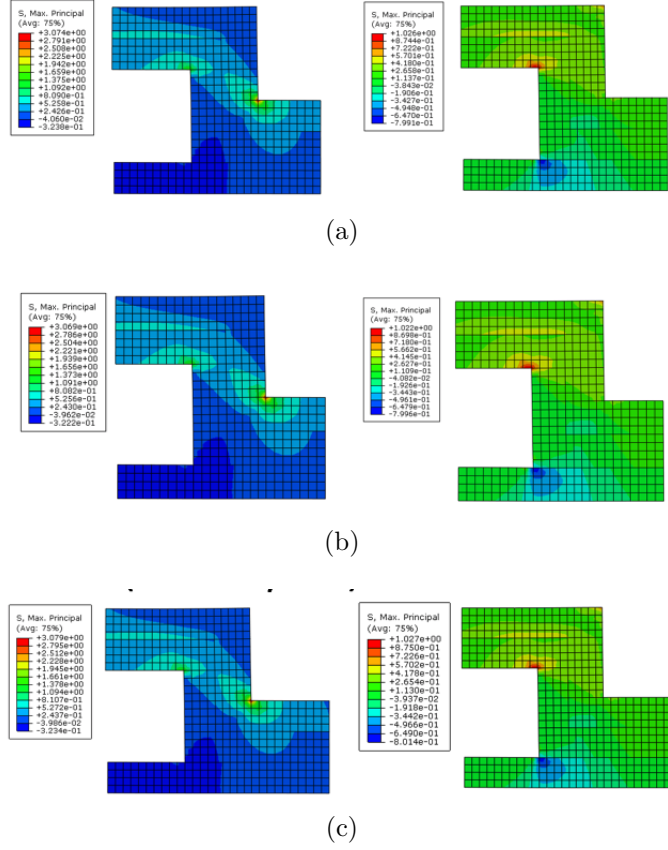 S, Max. Principal
(Avg: 75%)
+3.074e+00
+2.791e+00
+2.508e+00
+2.225e+00
+1.942e+00
+1.659e+00
+1.375e+00
+1.092e+00
+8.090e-01
+5.258e-01
+2.426e-01
-4.060e-02
-3.238e-01
S, Max. Principal
(Avg: 75%)
+1.026e+00
+8.744e-01
+7.222e-01
+5.701e-01
+4.180e-01
+2.658e-01
+1.137e-01
-3.843e-02
-1.906e-01
-3.427e-01
-4.948e-01
-6.470e-01
-7.991e-01
(a)
S, Max. Principal
(Avg: 75%)
+3.069e+00
+2.786e+00
+2.504e+00
+2.221e+00
+1.939e+00
+1.656e+00
+1.373e+00
+1.091e+00
+8.082e-01
+5.256e-01
+2.430e-01
-3.962e-02
-3.222e-01
S, Max. Principal
(Avg: 75%)
+1.022e+00
+8.698e-01
+7.180e-01
+5.662e-01
+4.145e-01
+2.627e-01
+1.109e-01
-4.082e-02
-1.926e-01
-3.443e-01
-4.961e-01
-6.479e-01
-7.996e-01
(b)
S, Max. Principal
(Avg: 75%)
+3.079e+00
+2.795e+00
+2.512e+00
+2.228e+00
+1.945e+00
+1.661e+00
+1.378e+00
+1.094e+00
+8.107e-01
+5.272e-01
+2.437e-01
-3.986e-02
-3.234e-01
S, Max. Principal
(Avg: 75%)
+1.027e+00
+8.750e-01
+7.226e-01
+5.702e-01
+4.178e-01
+2.654e-01
+1.130e-01
-3.937e-02
-1.918e-01
-3.442e-01
-4.966e-01
-6.490e-01
-8.014e-01
(c)